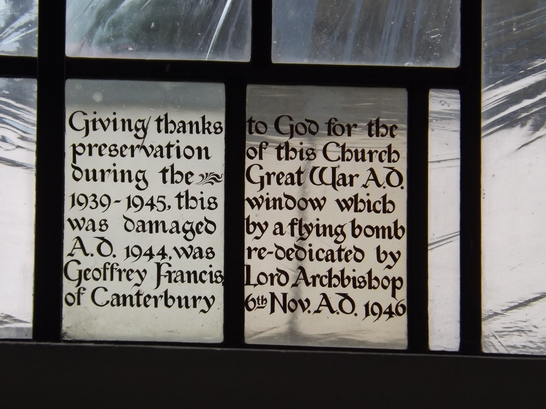 Giving thanks to God for the
preservation of this Church
during the Great War A.D.
1939-1945, this window which
was damaged by a flying bomb
A.D. 1944, was re-dedicated by
Geoffrey Francis Lord Archbishop
of Canterbury 6th Nov. A.D. 1946